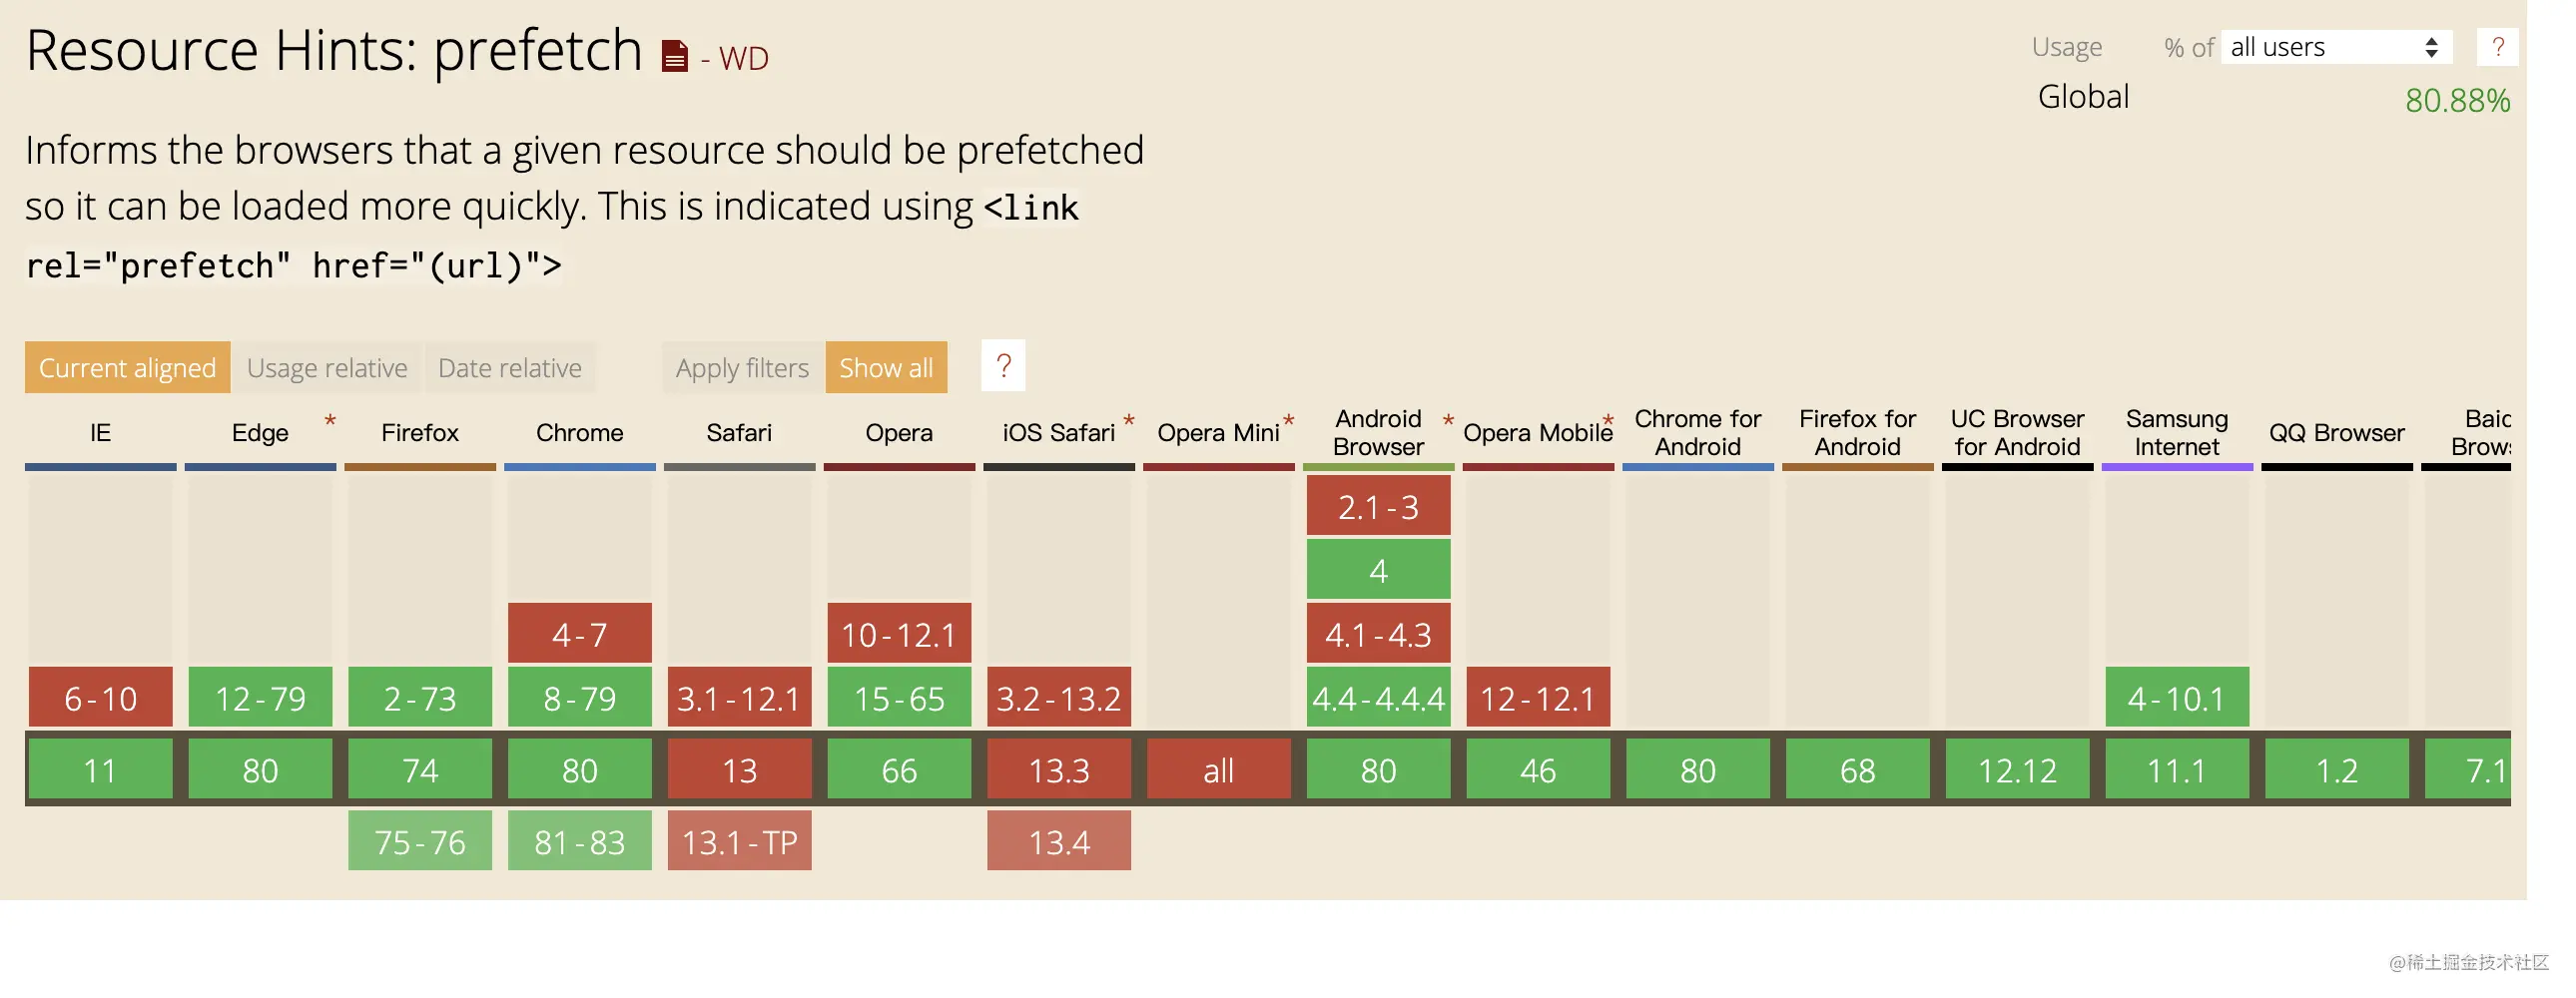 Resource Hints: prefetch - WD
Usage % of all users ?
Global 80.88%
Informs the browsers that a given resource should be prefetched
so it can be loaded more quickly. This is indicated using <link
rel="prefetch" href="(url)">
Current aligned Usage relative Date relative Apply filters Show all ?
IE Edge * Firefox Chrome Safari Opera iOS Safari * Opera Mini * Android Browser * Opera Mobile * Chrome for Android Firefox for Android UC Browser for Android Samsung Internet QQ Browser
2.1-3
4
4-7 10-12.1 4.1-4.3
6-10 12-79 2-73 8-79 3.1-12.1 15-65 3.2-13.2 4.4-4.4.4 12-12.1 4-10.1
11 80 74 80 13 66 13.3 all 80 46 80 68 12.12 11.1 1.2 7.1
75-76 81-83 13.1-TP 13.4
@稀土掘金技术社区